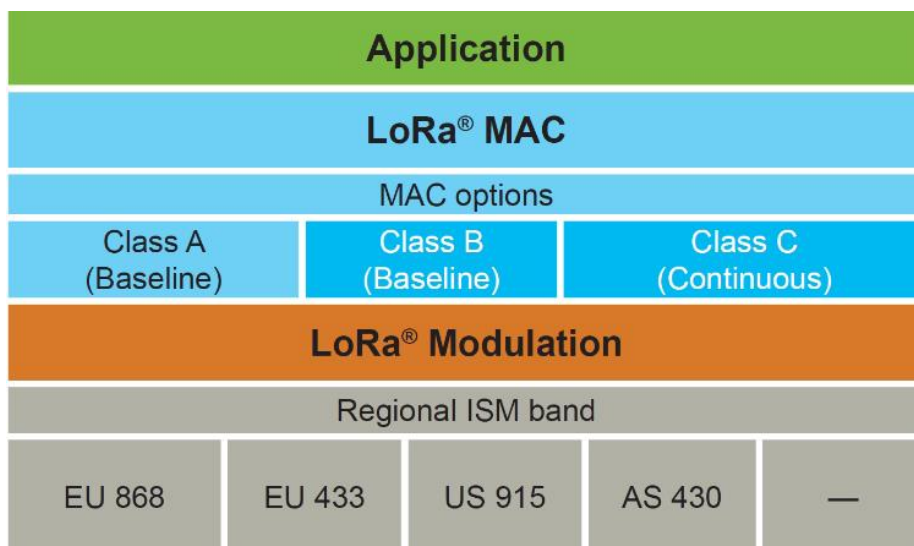 Application
LoRa® MAC
MAC options
Class A
(Baseline)
Class B
(Baseline)
Class C
(Continuous)
LoRa® Modulation
Regional ISM band
EU 868
EU 433
US 915
AS 430
—